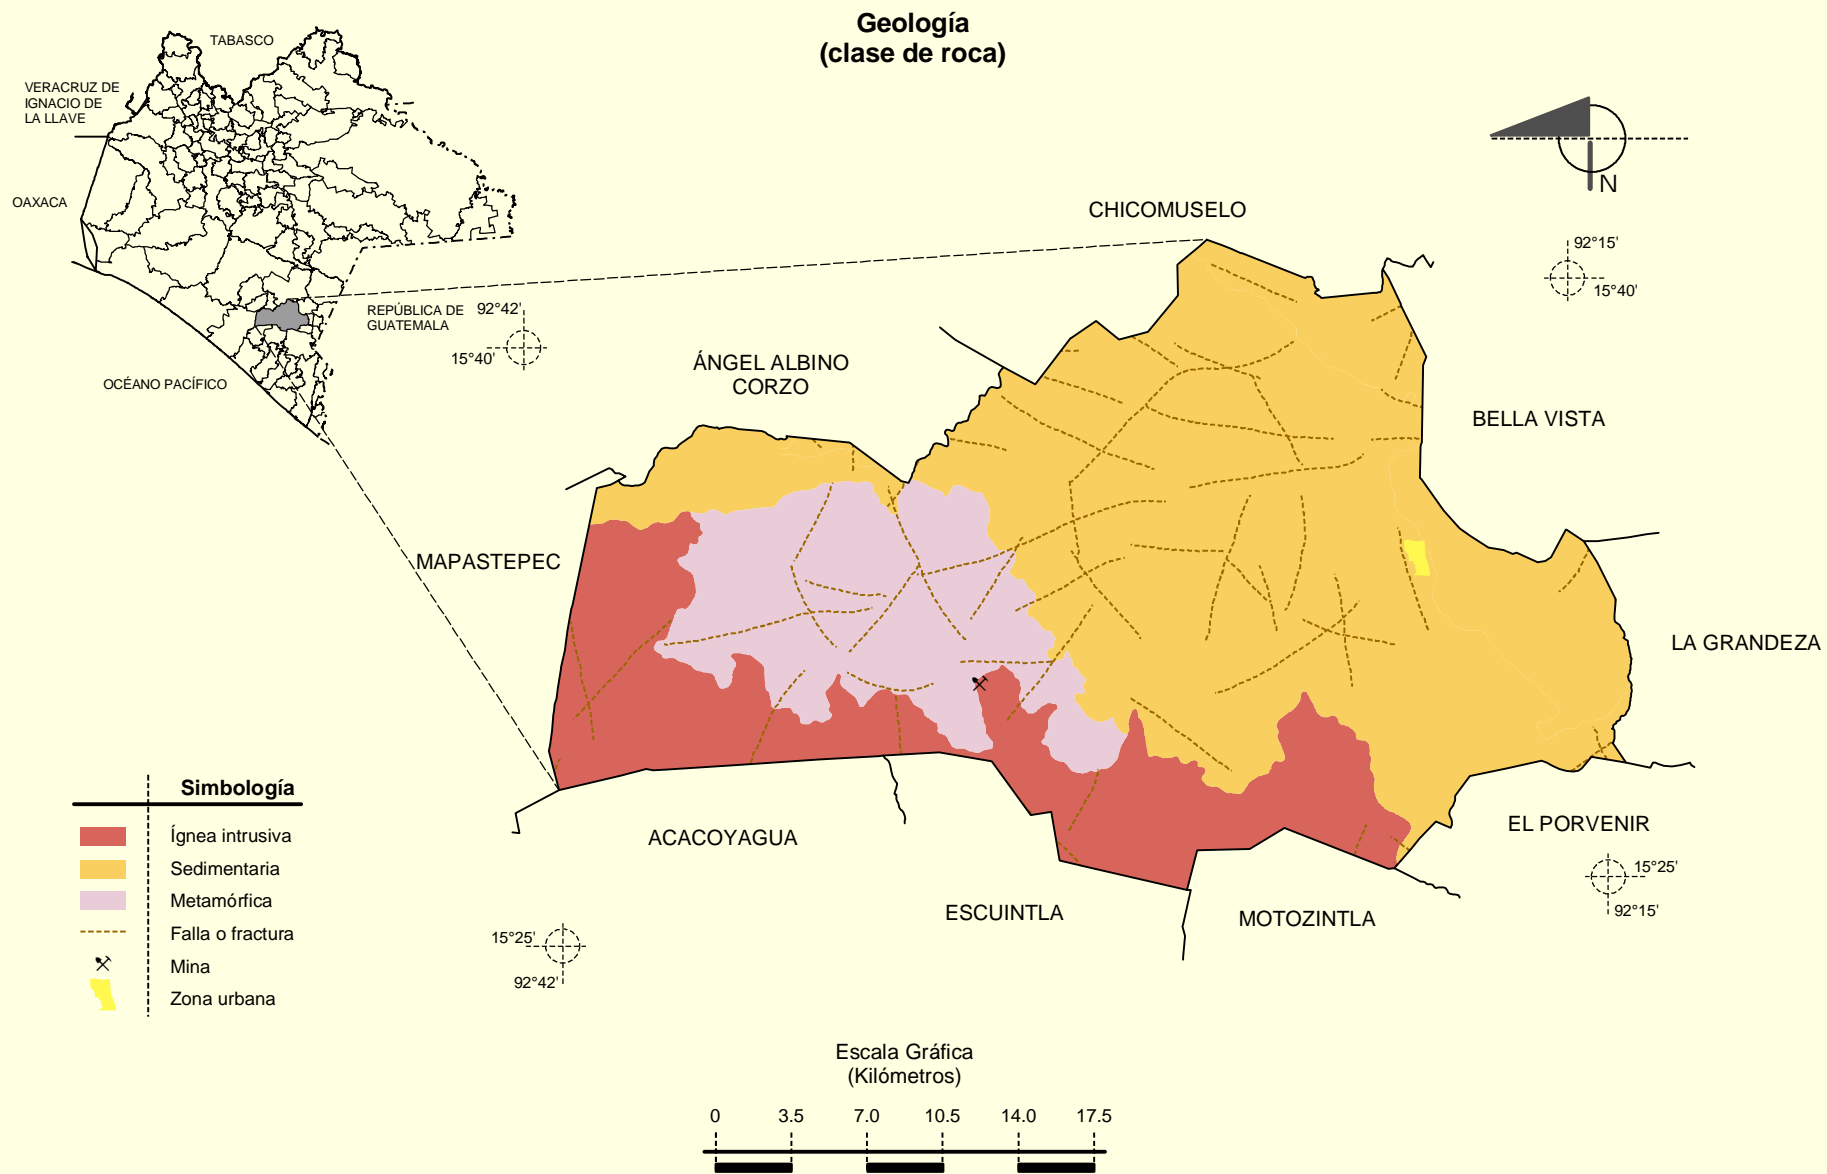 Geología
(clase de roca)
TABASCO
VERACRUZ DE
IGNACIO DE
LA LLAVE
OAXACA
REPÚBLICA DE
GUATEMALA
OCÉANO PACÍFICO
N
92°15'
15°40'
92°42'
15°40'
CHICOMUSELO
ÁNGEL ALBINO
CORZO
BELLA VISTA
MAPASTEPEC
LA GRANDEZA
EL PORVENIR
ACACOYAGUA
ESCUINTLA
MOTOZINTLA
15°25'
92°15'
15°25'
92°42'
Simbología
Ígnea intrusiva
Sedimentaria
Metamórfica
Falla o fractura
Mina
Zona urbana
Escala Gráfica
(Kilómetros)
0 3.5 7.0 10.5 14.0 17.5